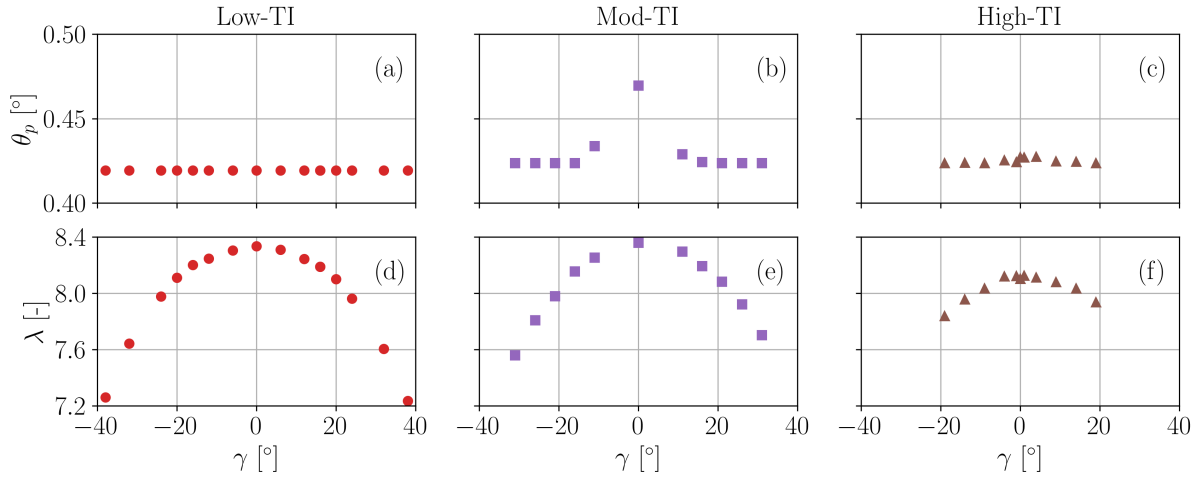 Low-TI Mod-TI High-TI
0.50 (a) (b) (c)
0.45
θp [°]
0.40
8.4 (d) (e) (f)
8.0
λ [-]
7.6
7.2
−40 −20 0 20 40 −40 −20 0 20 40 −40 −20 0 20 40
γ [°] γ [°] γ [°]